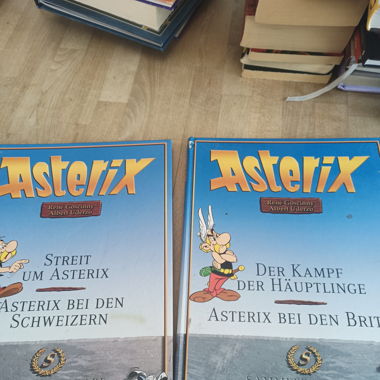 Asterix
René Goscinny
Albert Uderzo
STREIT
UM ASTERIX
ASTERIX BEI DEN
SCHWEIZERN
S
Asterix
René Goscinny
Albert Uderzo
DER KAMPF
DER HÄUPTLINGE
ASTERIX BEI DEN BRIT
S